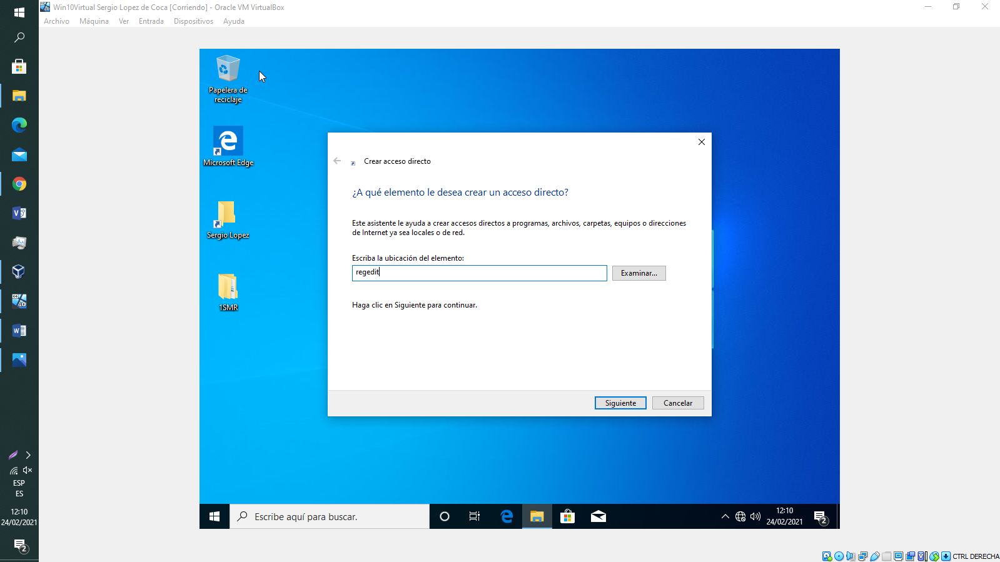 Win10Virtual Sergio Lopez de Coca [Corriendo] - Oracle VM VirtualBox
Archivo Máquina Ver Entrada Dispositivos Ayuda
Papelera de
reciclaje
Microsoft Edge
Sergio Lopez
1SMR
Crear acceso directo
¿A qué elemento le desea crear un acceso directo?
Este asistente le ayuda a crear accesos directos a programas, archivos, carpetas, equipos o direcciones
de Internet ya sea locales o de red.
Escriba la ubicación del elemento:
regedit
Examinar...
Haga clic en Siguiente para continuar.
Siguiente Cancelar
Escribe aquí para buscar.
12:10
24/02/2021
2
ESP
ES
12:10
24/02/2021
2
CTRL DERECHA